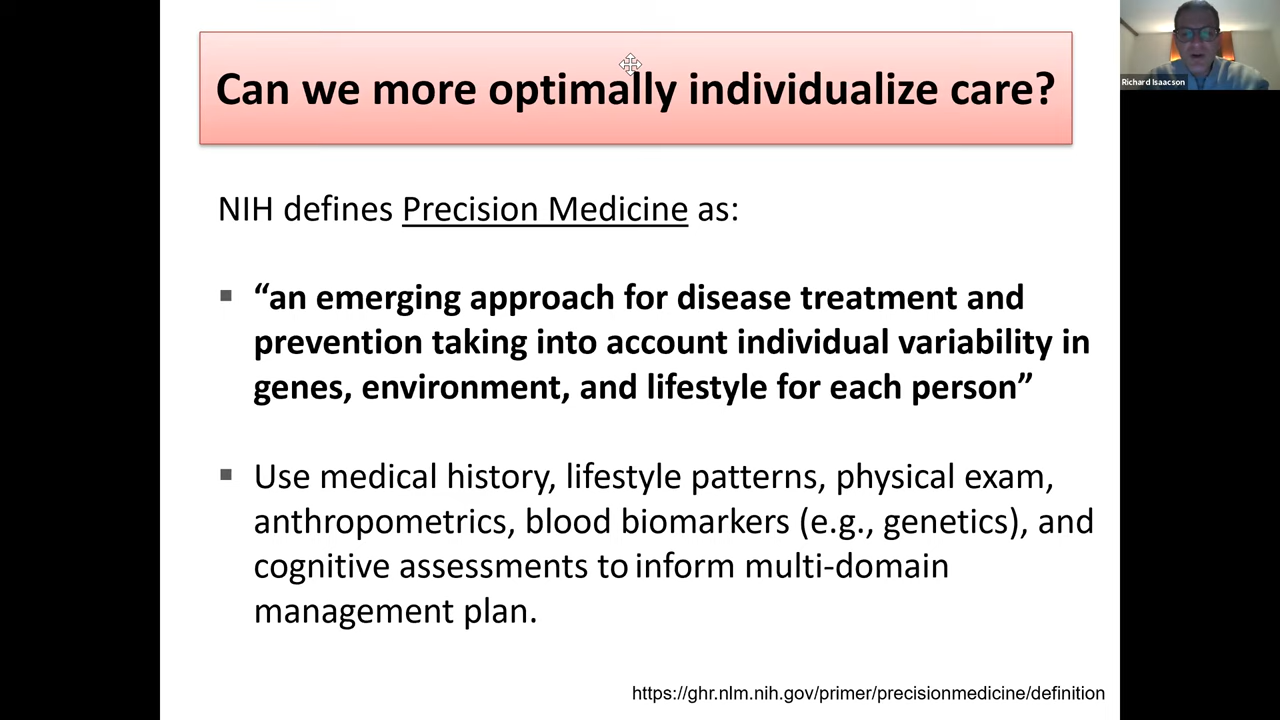 Can we more optimally individualize care?
Richard Isaacson
NIH defines Precision Medicine as:
▪ “an emerging approach for disease treatment and
prevention taking into account individual variability in
genes, environment, and lifestyle for each person”
▪ Use medical history, lifestyle patterns, physical exam,
anthropometrics, blood biomarkers (e.g., genetics), and
cognitive assessments to inform multi-domain
management plan.
https://ghr.nlm.nih.gov/primer/precisionmedicine/definition